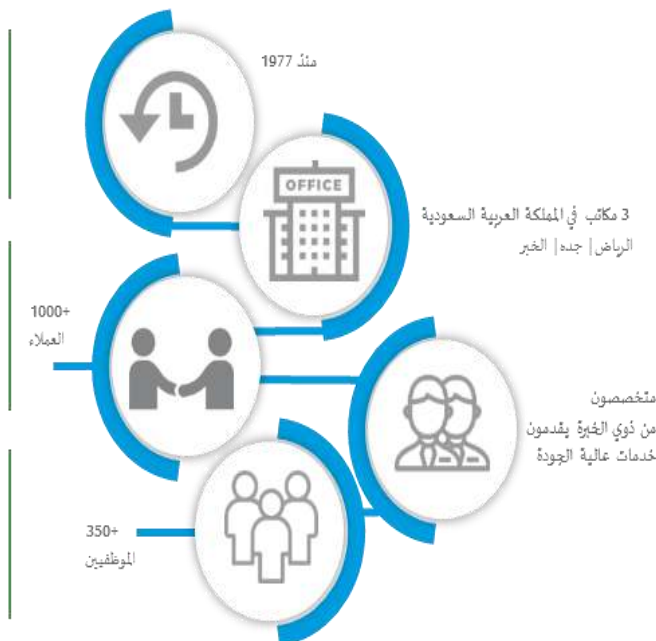 منذ 1977
OFFICE
3 مكاتب في المملكة العربية السعودية
الرياض| جده| الخبر
1000+
العملاء
متخصصون
من ذوي الخبرة يقدمون
خدمات عالية الجودة
350+
الموظفيين